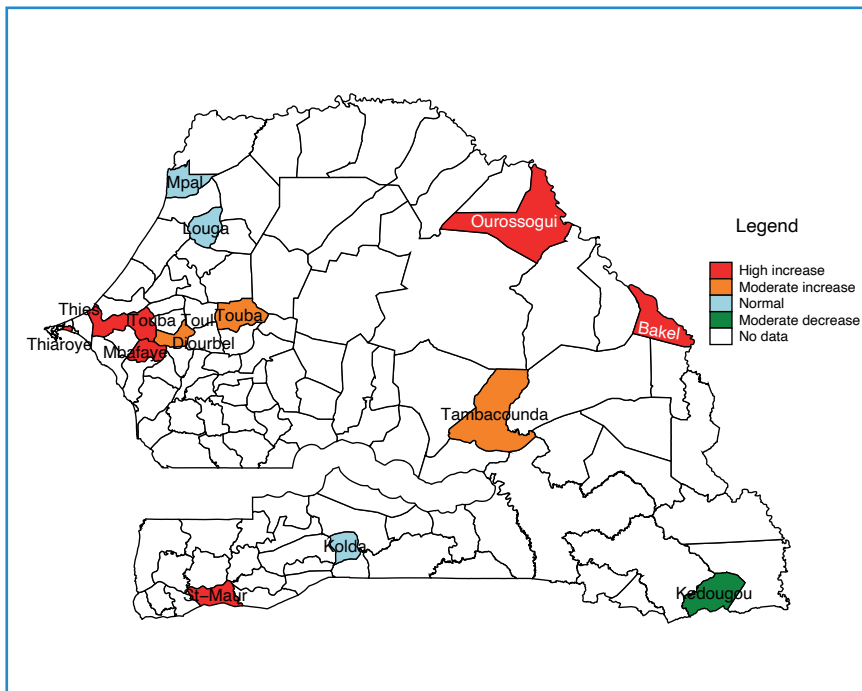 Mpal
Louga
Ourossogui
Legend
High increase
Moderate increase
Normal
Moderate decrease
No data
Thies
Touba Toul
Touba
Thiaroye
Mbafaye
Diourbel
Bakel
Tambacounda
Kolda
St-Maur
Kedougou